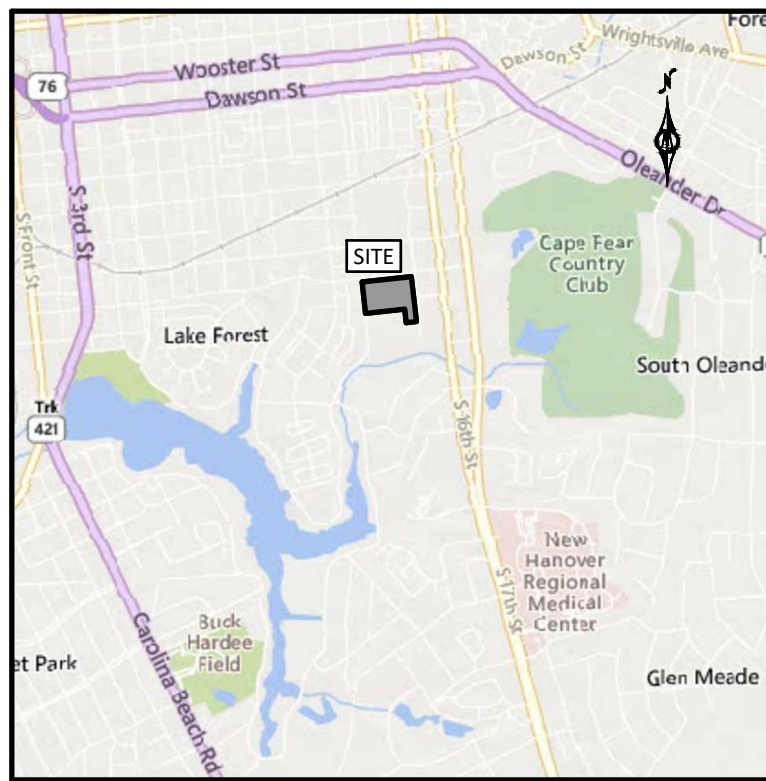 Fore
Wrightsville Ave
Dawson St
Wooster St
76
Dawson St
N
Oleander Dr
S 3rd St
S Front St
SITE
Cape Fear
Country
Club
Lake Forest
South Oleand
Trk
421
S 16th St
New
Hanover
Regional
Medical
Center
S 17th St
Buck
Hardee
Field
et Park
Carolina Beach Rd
Glen Meade